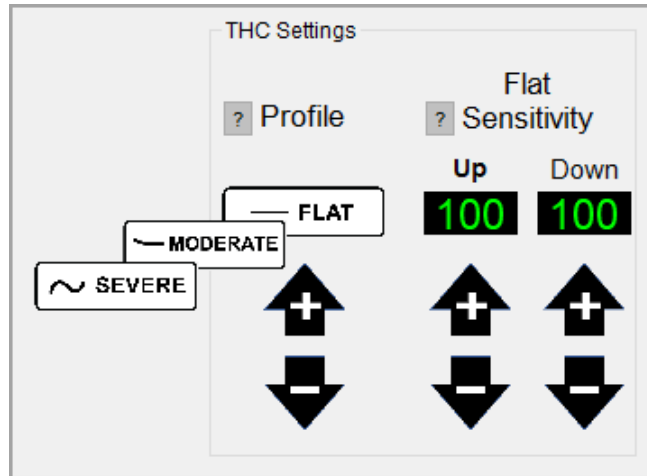 THC Settings
? Profile
Flat
? Sensitivity
Up Down
FLAT
100 100
MODERATE
SEVERE
+ + +
- - -